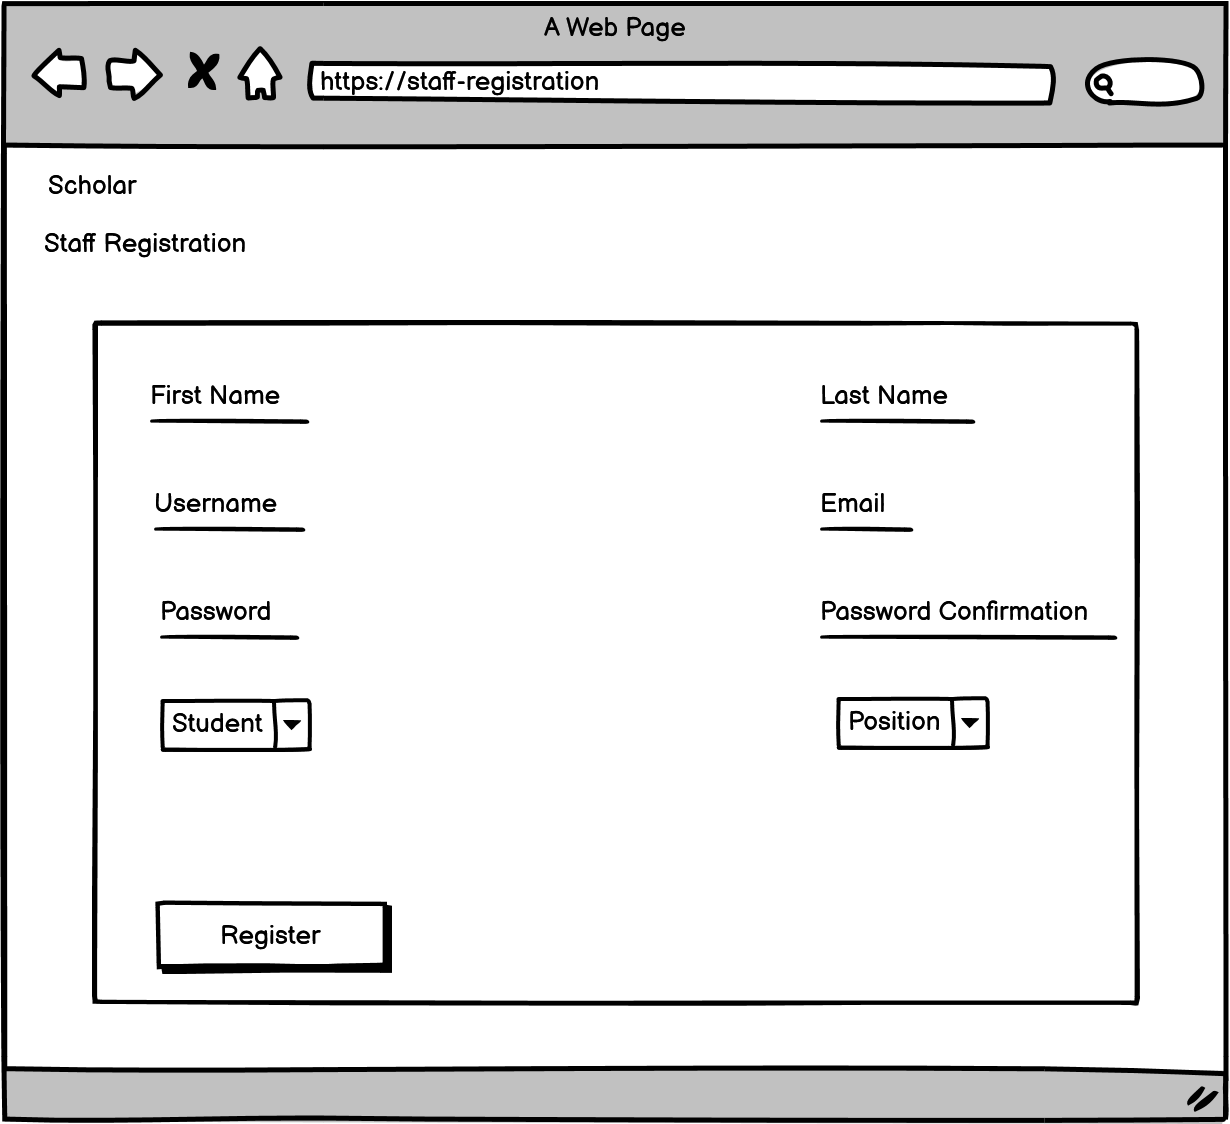 A Web Page
https://staff-registration
Scholar
Staff Registration
First Name
Last Name
Username
Email
Password
Password Confirmation
Student
Position
Register